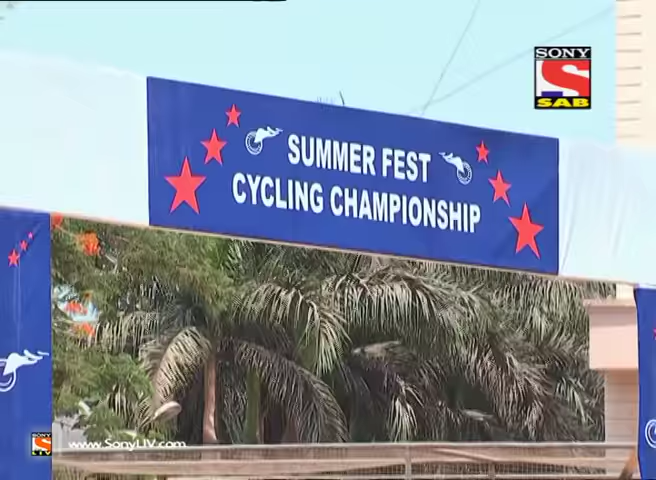 SONY
S
SAB
SUMMER FEST
CYCLING CHAMPIONSHIP
www.SonyLIV.com